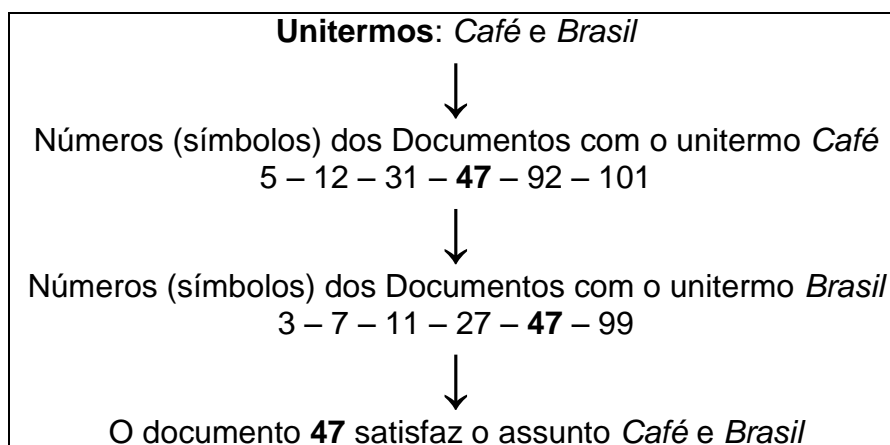 Unitermos: Café e Brasil
Números (símbolos) dos Documentos com o unitermo Café
5 – 12 – 31 – 47 – 92 – 101
Números (símbolos) dos Documentos com o unitermo Brasil
3 – 7 – 11 – 27 – 47 – 99
O documento 47 satisfaz o assunto Café e Brasil